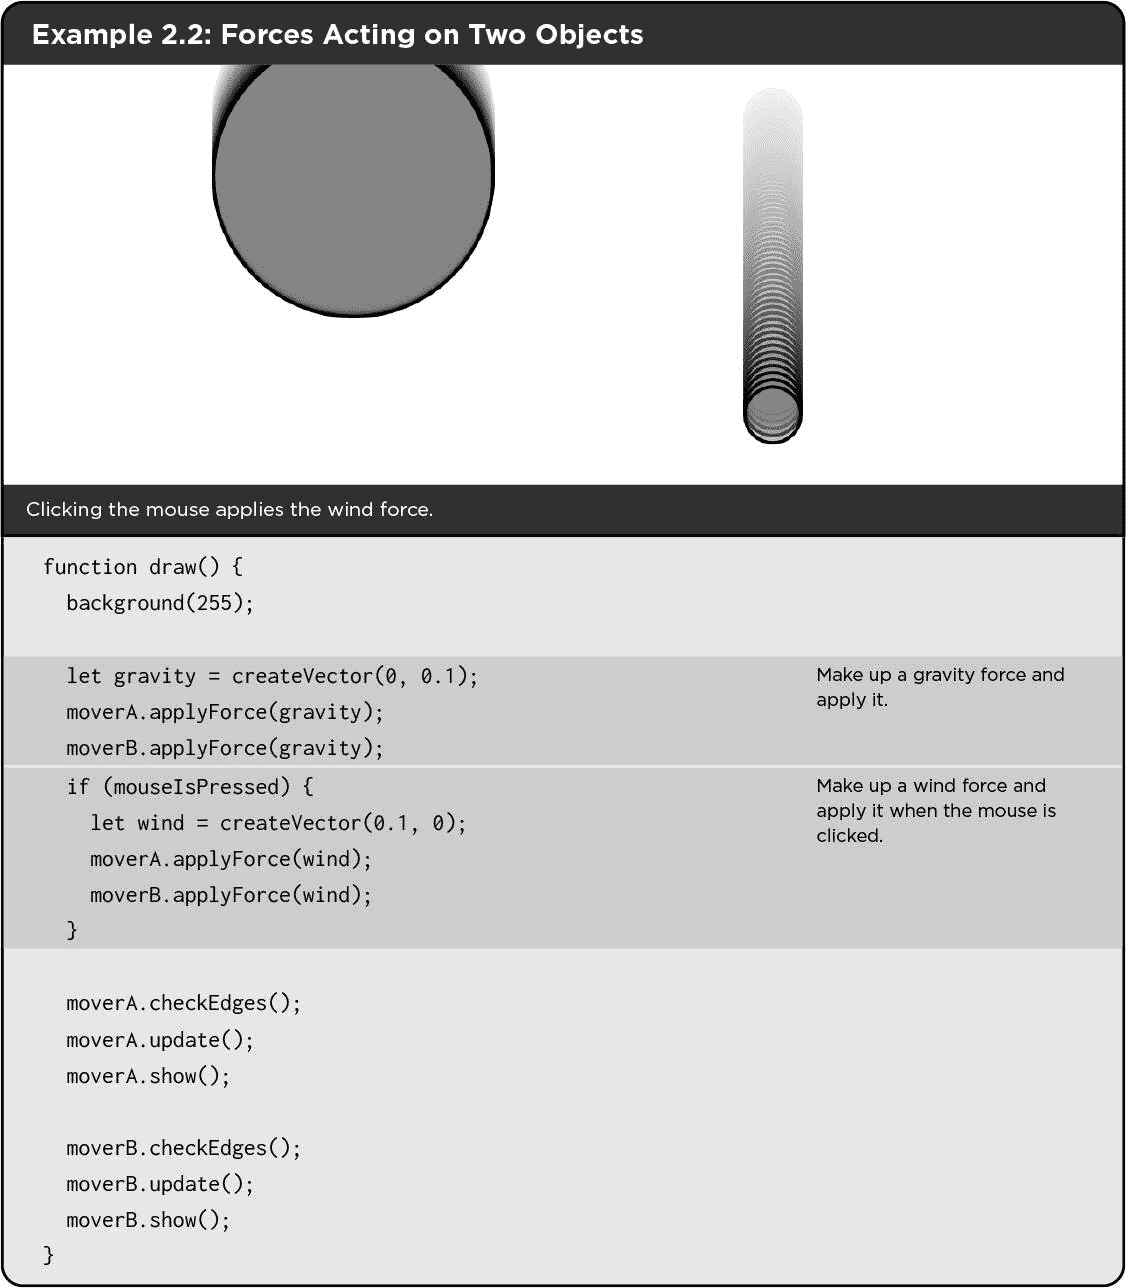 Example 2.2: Forces Acting on Two Objects
Clicking the mouse applies the wind force.
function draw() {
  background(255);
  let gravity = createVector(0, 0.1);
  moverA.applyForce(gravity);
  moverB.applyForce(gravity);
Make up a gravity force and
apply it.
  if (mouseIsPressed) {
    let wind = createVector(0.1, 0);
    moverA.applyForce(wind);
    moverB.applyForce(wind);
  }
Make up a wind force and
apply it when the mouse is
clicked.
  moverA.checkEdges();
  moverA.update();
  moverA.show();
  moverB.checkEdges();
  moverB.update();
  moverB.show();
}